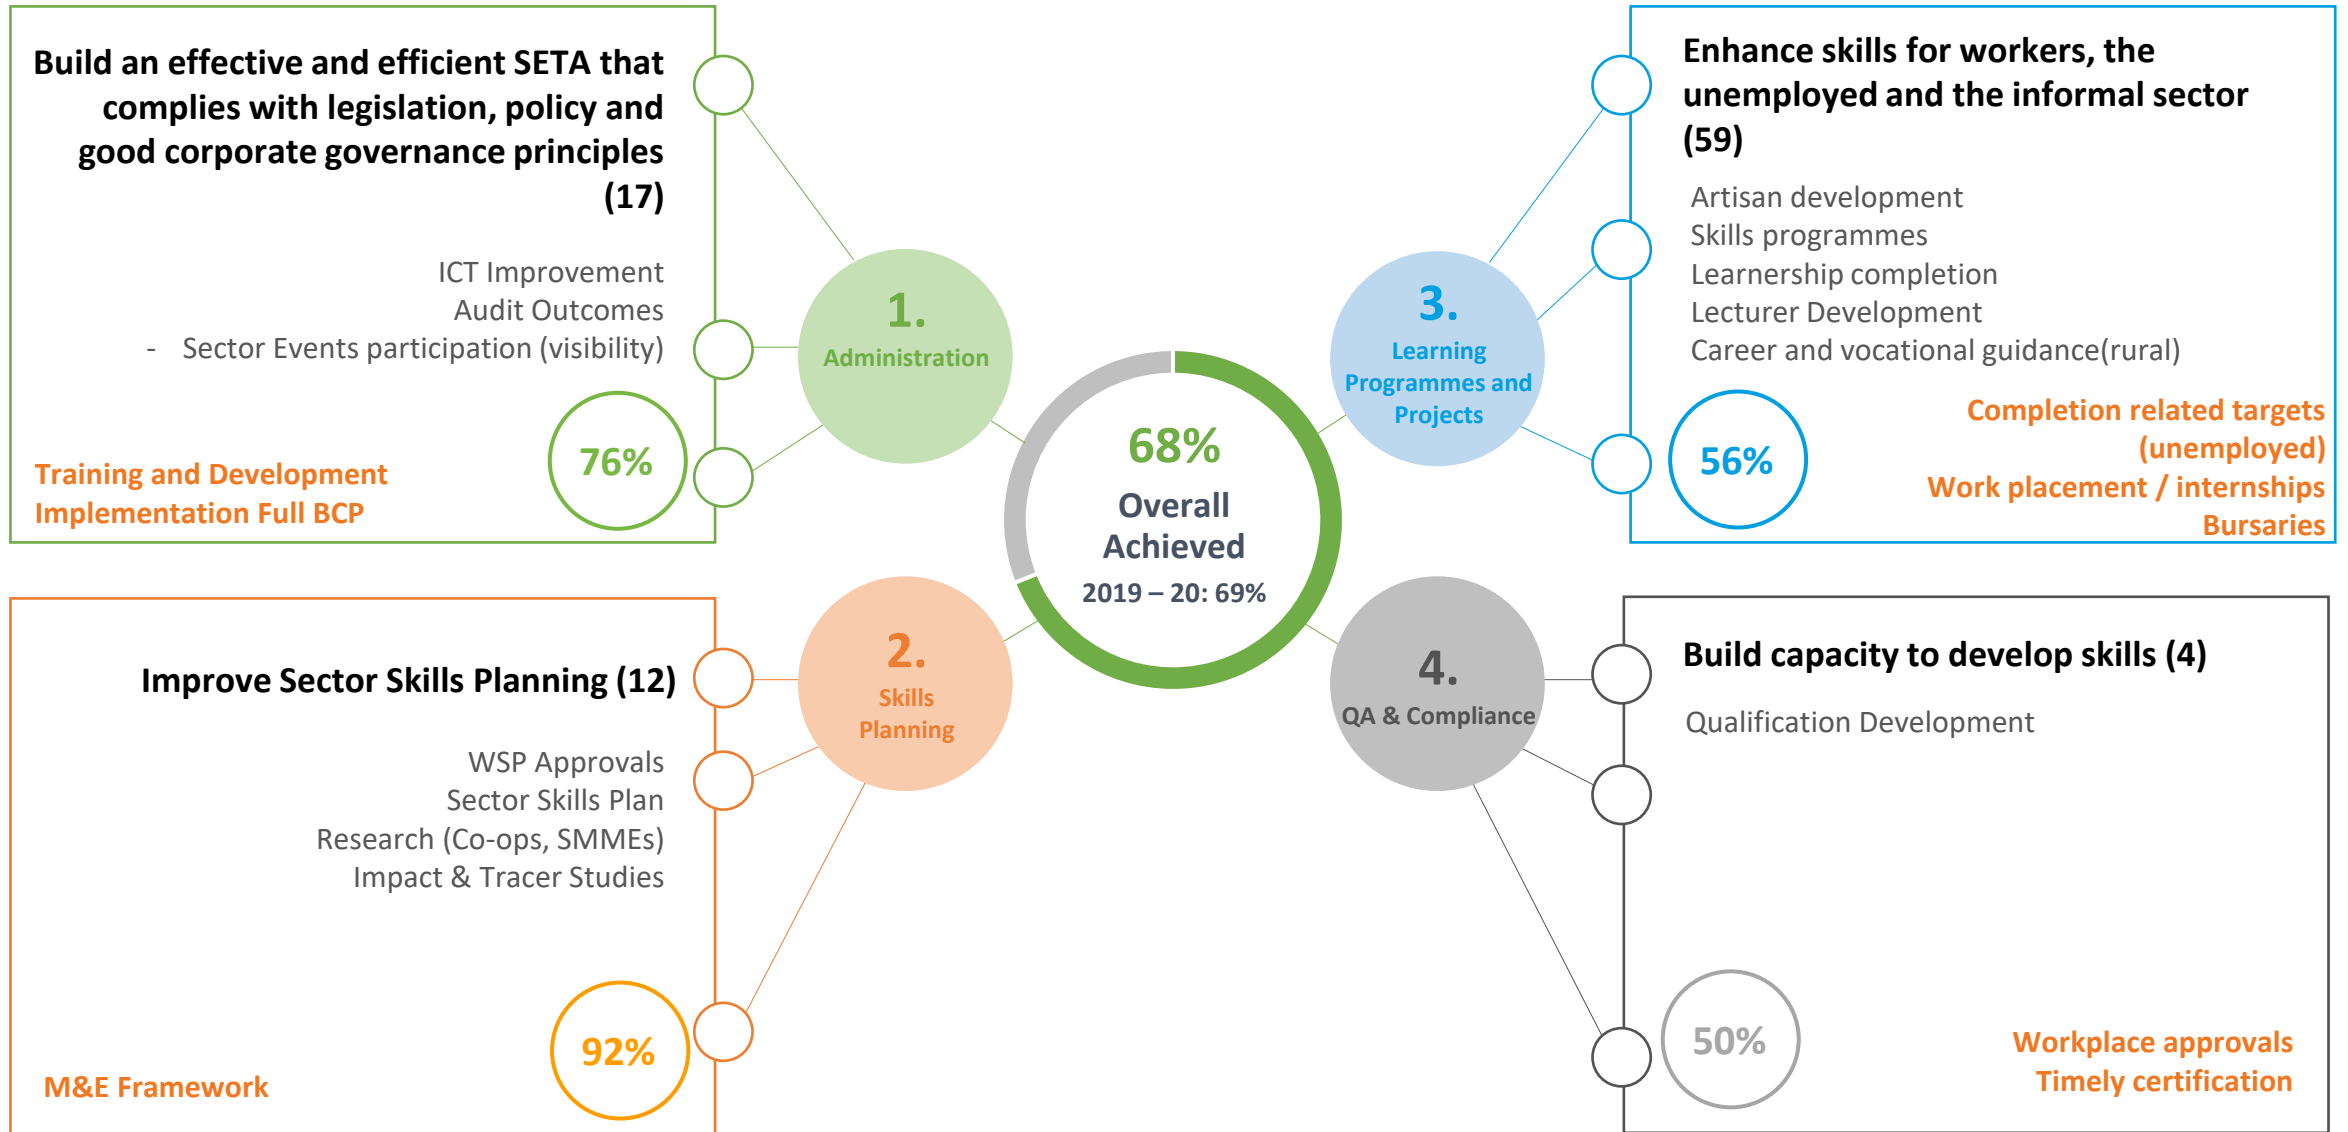 Build an effective and efficient SETA that
complies with legislation, policy and
good corporate governance principles
(17)
ICT Improvement
Audit Outcomes
- Sector Events participation (visibility)
76%
Training and Development
Implementation Full BCP
1.
Administration
Improve Sector Skills Planning (12)
WSP Approvals
Sector Skills Plan
Research (Co-ops, SMMEs)
Impact & Tracer Studies
92%
M&E Framework
2.
Skills
Planning
68%
Overall
Achieved
2019 – 20: 69%
3.
Learning
Programmes and
Projects
Enhance skills for workers, the
unemployed and the informal sector
(59)
Artisan development
Skills programmes
Learnership completion
Lecturer Development
Career and vocational guidance(rural)
56%
Completion related targets
(unemployed)
Work placement / internships
Bursaries
4.
QA & Compliance
Build capacity to develop skills (4)
Qualification Development
50%
Workplace approvals
Timely certification